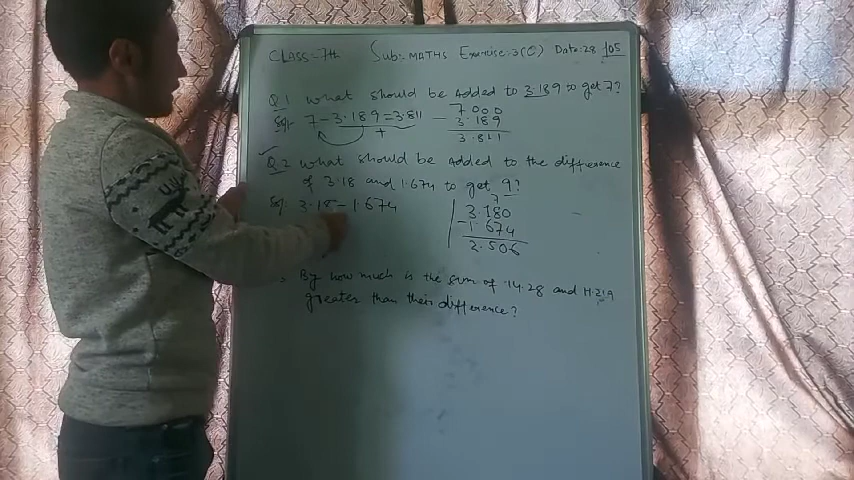 CLASS:-7th Sub:- MATHS Exercise:-3(C) Date:28/05
Q.1 What should be added to 3.189 to get 7?
Sol:- 7-3.189=3.811
7.000
- 3.189
3.811
Q.2 What should be added to the difference
of 3.18 and 1.674 to get 9?
Sol:- 3.18-1.674
7
3.180
-1.674
2.506
By how much is the sum of 14.28 and 11.219
greater than their difference?